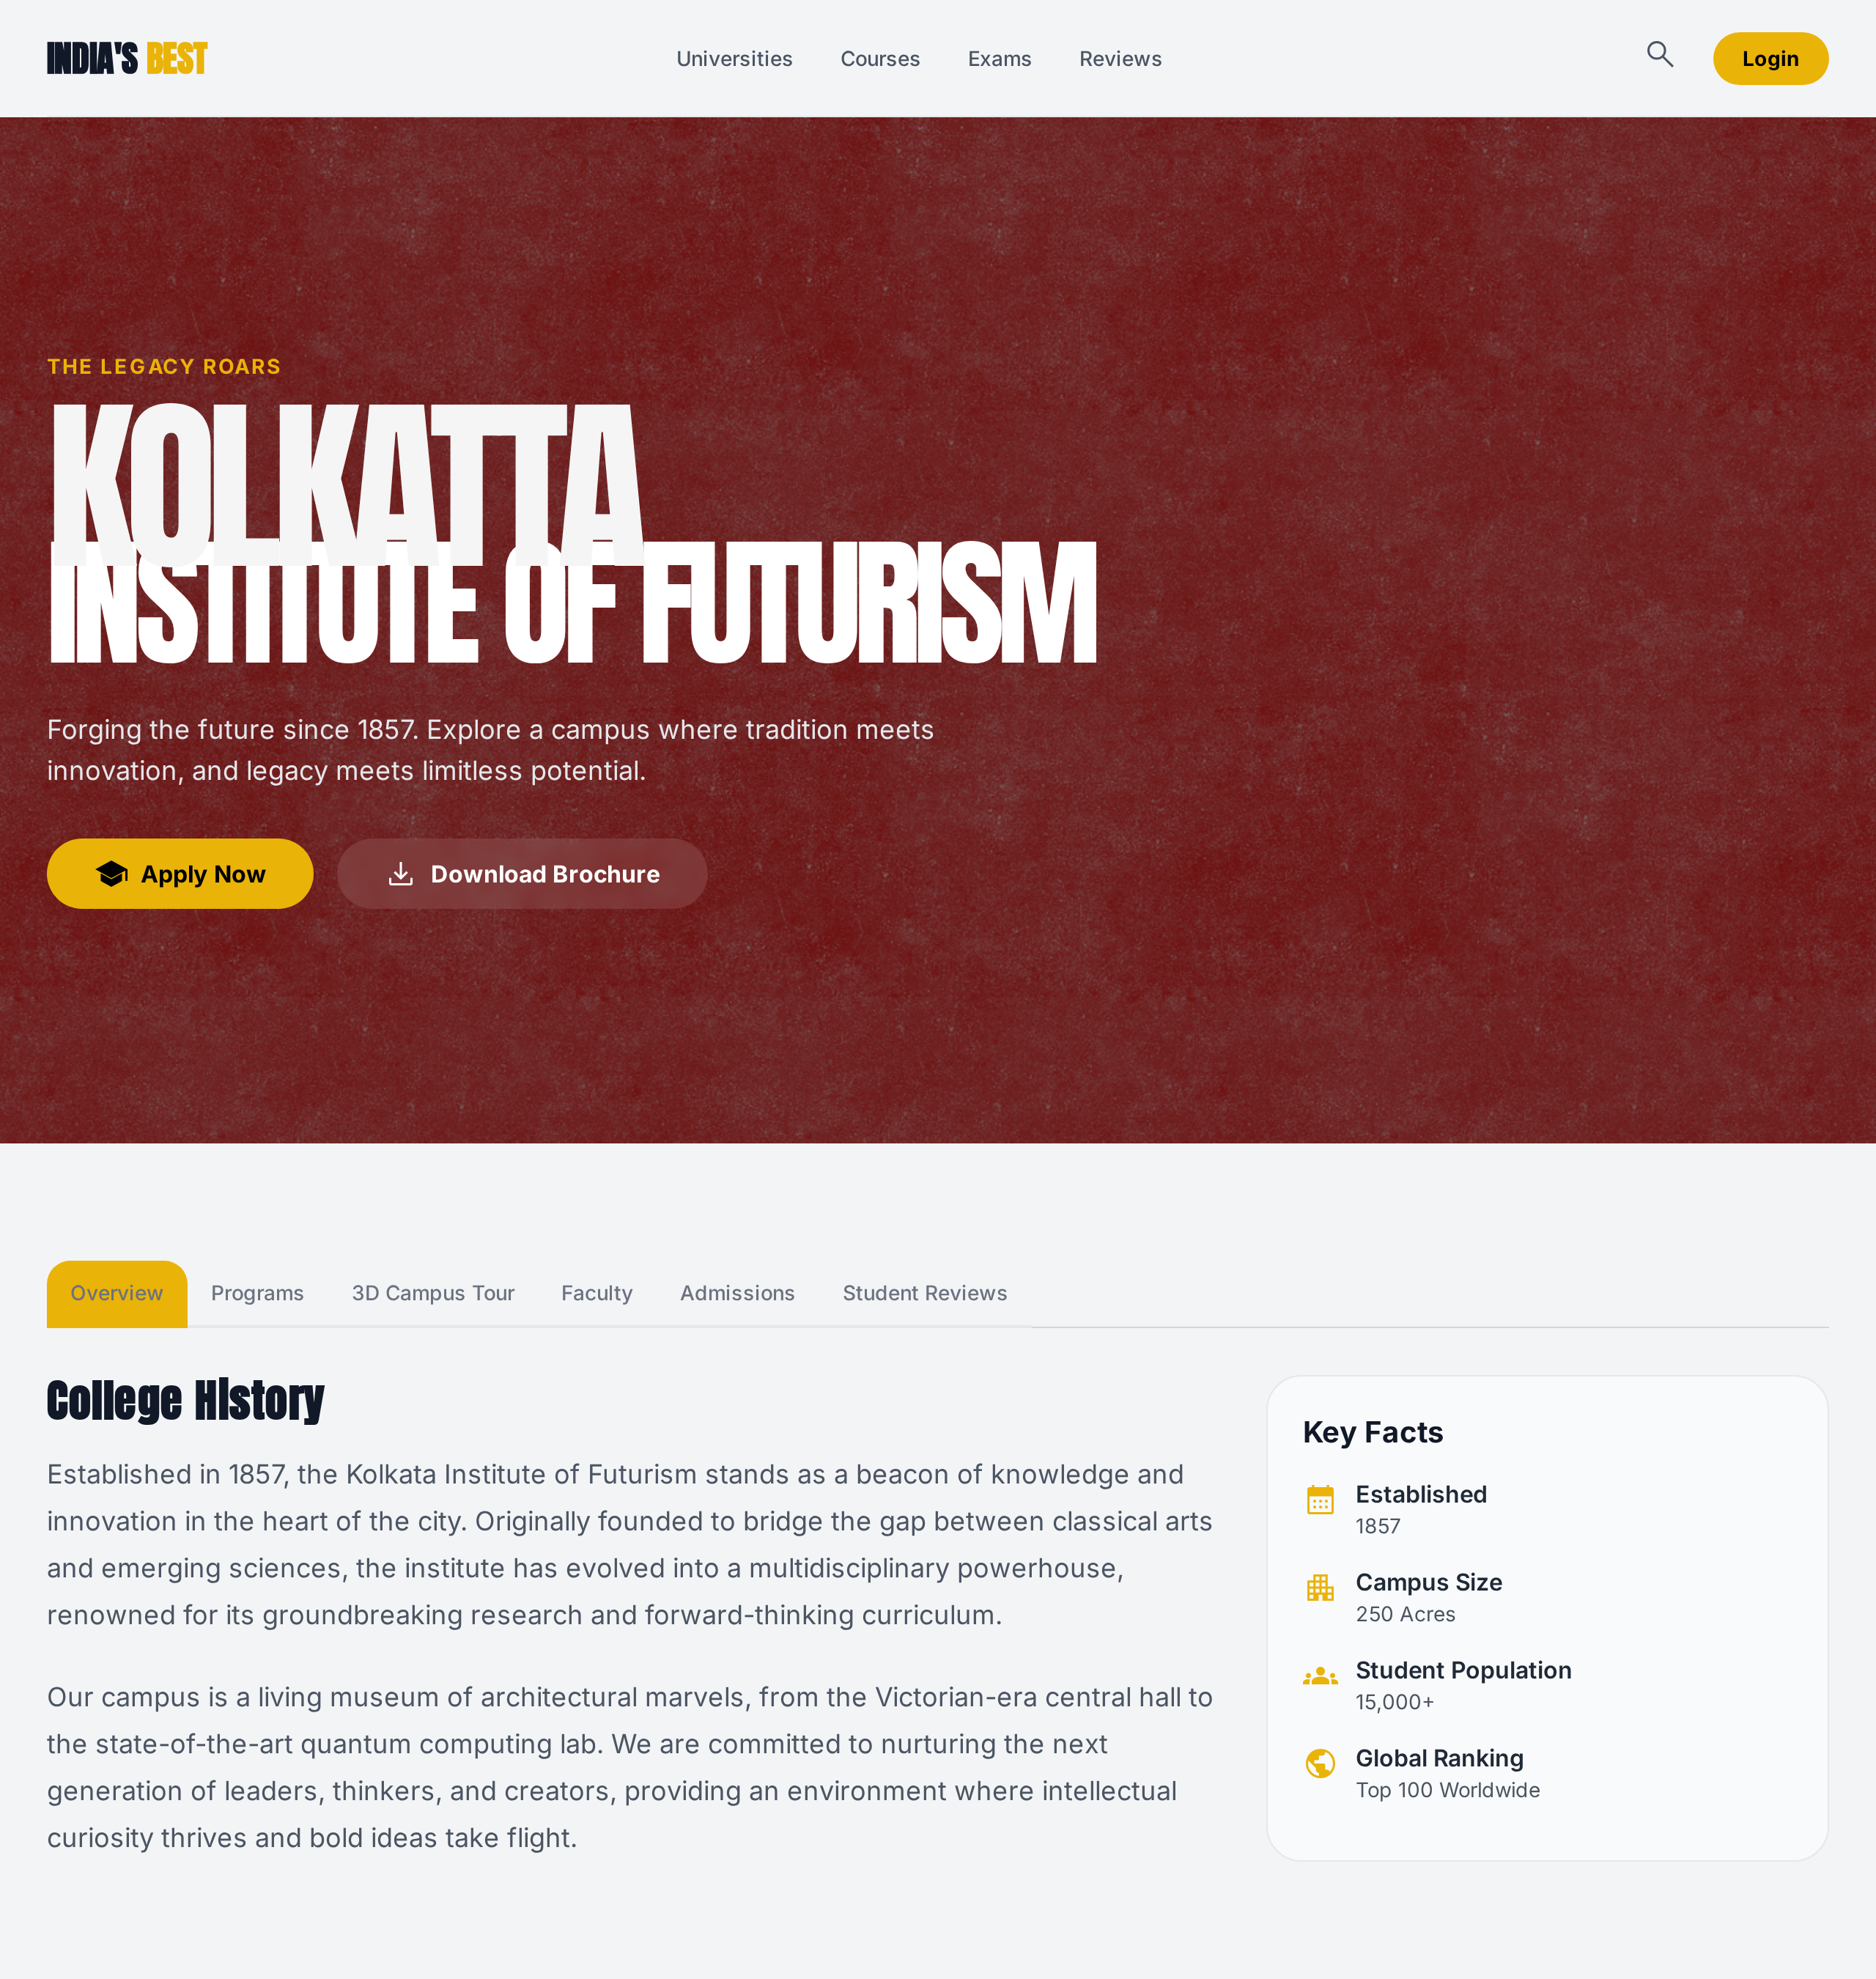 INDIA'S BEST
Universities
Courses
Exams
Reviews
Login
THE LEGACY ROARS
KOLKATTA
INSTITUTE OF FUTURISM
Forging the future since 1857. Explore a campus where tradition meets
innovation, and legacy meets limitless potential.
Apply Now
Download Brochure
Overview
Programs
3D Campus Tour
Faculty
Admissions
Student Reviews
College History
Established in 1857, the Kolkata Institute of Futurism stands as a beacon of knowledge and
innovation in the heart of the city. Originally founded to bridge the gap between classical arts
and emerging sciences, the institute has evolved into a multidisciplinary powerhouse,
renowned for its groundbreaking research and forward-thinking curriculum.
Our campus is a living museum of architectural marvels, from the Victorian-era central hall to
the state-of-the-art quantum computing lab. We are committed to nurturing the next
generation of leaders, thinkers, and creators, providing an environment where intellectual
curiosity thrives and bold ideas take flight.
Key Facts
Established
1857
Campus Size
250 Acres
Student Population
15,000+
Global Ranking
Top 100 Worldwide